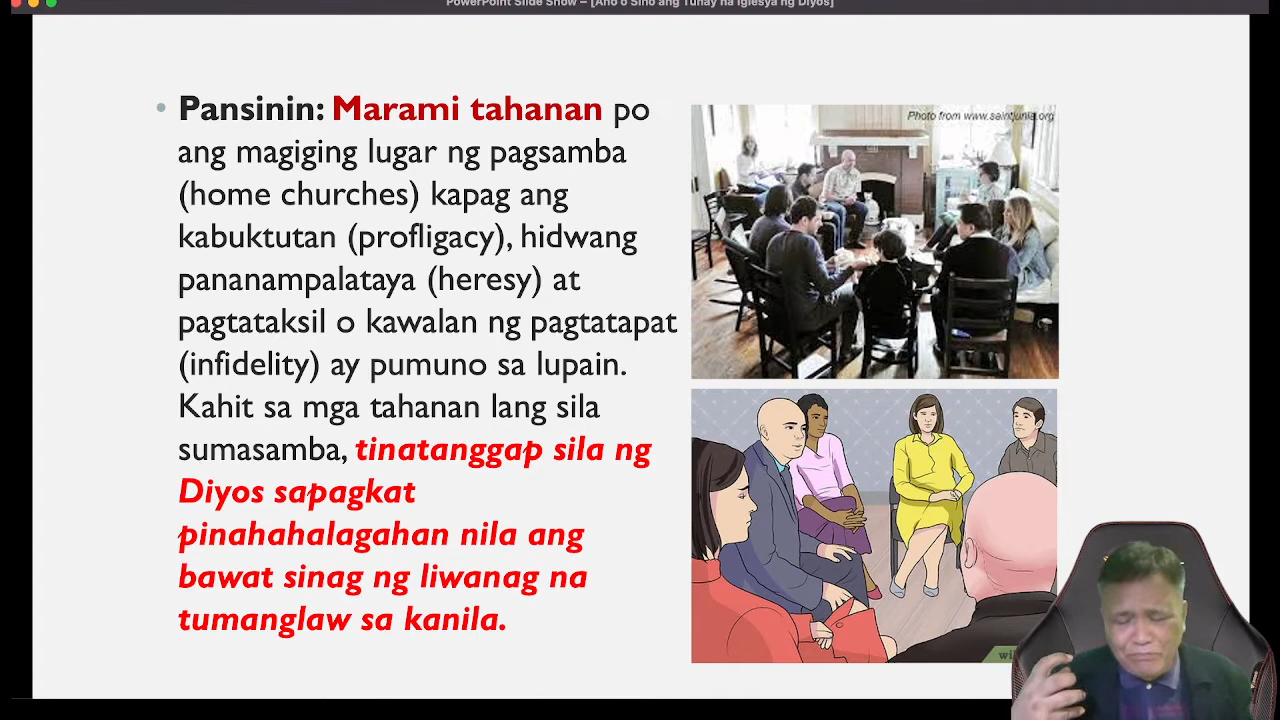 PowerPoint Slide Show – [Ano o Sino ang Tunay na Iglesya ng Diyos]
• Pansinin: Marami tahanan po
ang magiging lugar ng pagsamba
(home churches) kapag ang
kabuktutan (profligacy), hidwang
pananampalataya (heresy) at
pagtataksil o kawalan ng pagtatapat
(infidelity) ay pumuno sa lupain.
Kahit sa mga tahanan lang sila
sumasamba, tinatanggap sila ng
Diyos sapagkat
pinahahalagahan nila ang
bawat sinag ng liwanag na
tumanglaw sa kanila.
Photo from www.saintjunia.org